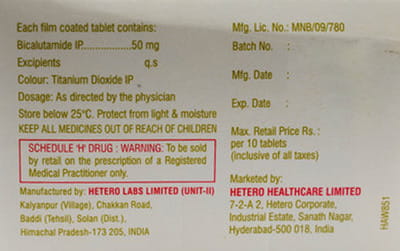 Each film coated tablet contains:
Bicalutamide IP.................50 mg
Excipients q.s
Colour: Titanium Dioxide IP
Dosage: As directed by the physician
Store below 25°C. Protect from light & moisture
KEEP ALL MEDICINES OUT OF REACH OF CHILDREN
SCHEDULE 'H' DRUG : WARNING: To be sold
by retail on the prescription of a Registered
Medical Practitioner only.
Manufactured by: HETERO LABS LIMITED (UNIT-II)
Kalyanpur (Village), Chakkan Road,
Baddi (Tehsil), Solan (Dist.),
Himachal Pradesh-173 205, INDIA
Mfg. Lic. No.: MNB/09/780
Batch No. :
Mfg. Date :
Exp. Date :
Max. Retail Price Rs. :
per 10 tablets
(inclusive of all taxes)
Marketed by:
HETERO HEALTHCARE LIMITED
7-2-A 2, Hetero Corporate,
Industrial Estate, Sanath Nagar,
Hyderabad-500 018, India
HAIW851